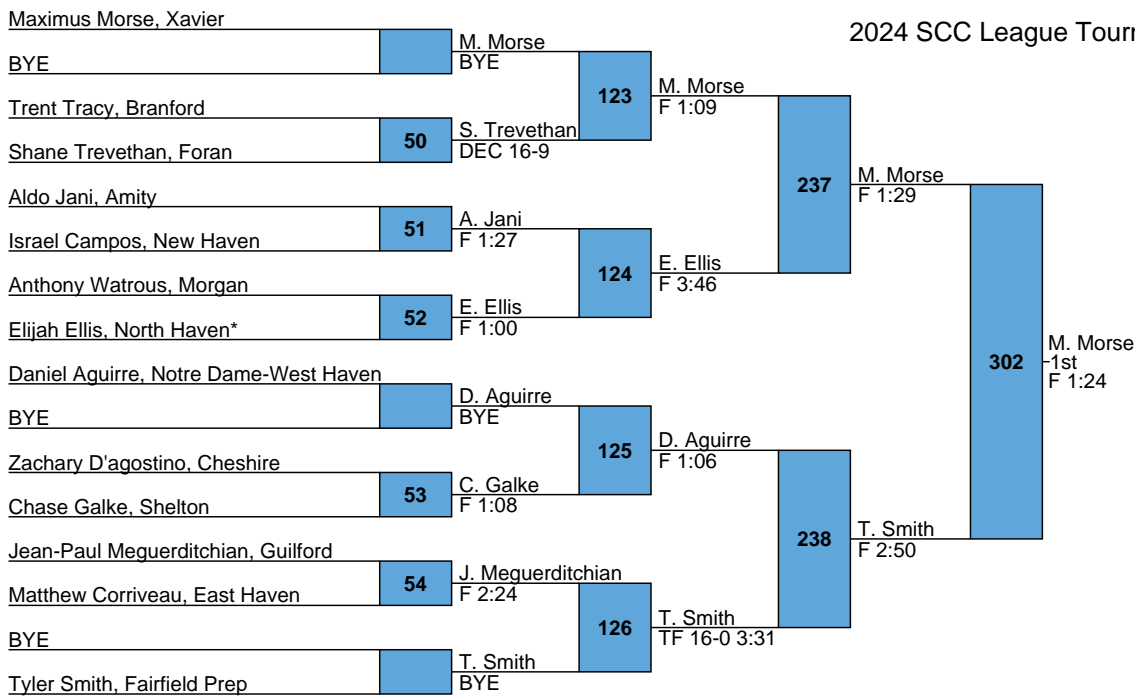 Maximus Morse, Xavier
BYE
Trent Tracy, Branford
Shane Trevethan, Foran
Aldo Jani, Amity
Israel Campos, New Haven
Anthony Watrous, Morgan
Elijah Ellis, North Haven*
Daniel Aguirre, Notre Dame-West Haven
BYE
Zachary D'agostino, Cheshire
Chase Galke, Shelton
Jean-Paul Meguerditchian, Guilford
Matthew Corriveau, East Haven
BYE
Tyler Smith, Fairfield Prep
50
51
52
53
54
M. Morse
BYE
S. Trevethan
DEC 16-9
A. Jani
F 1:27
E. Ellis
F 1:00
D. Aguirre
BYE
C. Galke
F 1:08
J. Meguerditchian
F 2:24
T. Smith
BYE
123
124
125
126
M. Morse
F 1:09
E. Ellis
F 3:46
D. Aguirre
F 1:06
T. Smith
TF 16-0 3:31
237
238
M. Morse
F 1:29
T. Smith
F 2:50
302
M. Morse
1st
F 1:24
2024 SCC League Tourn